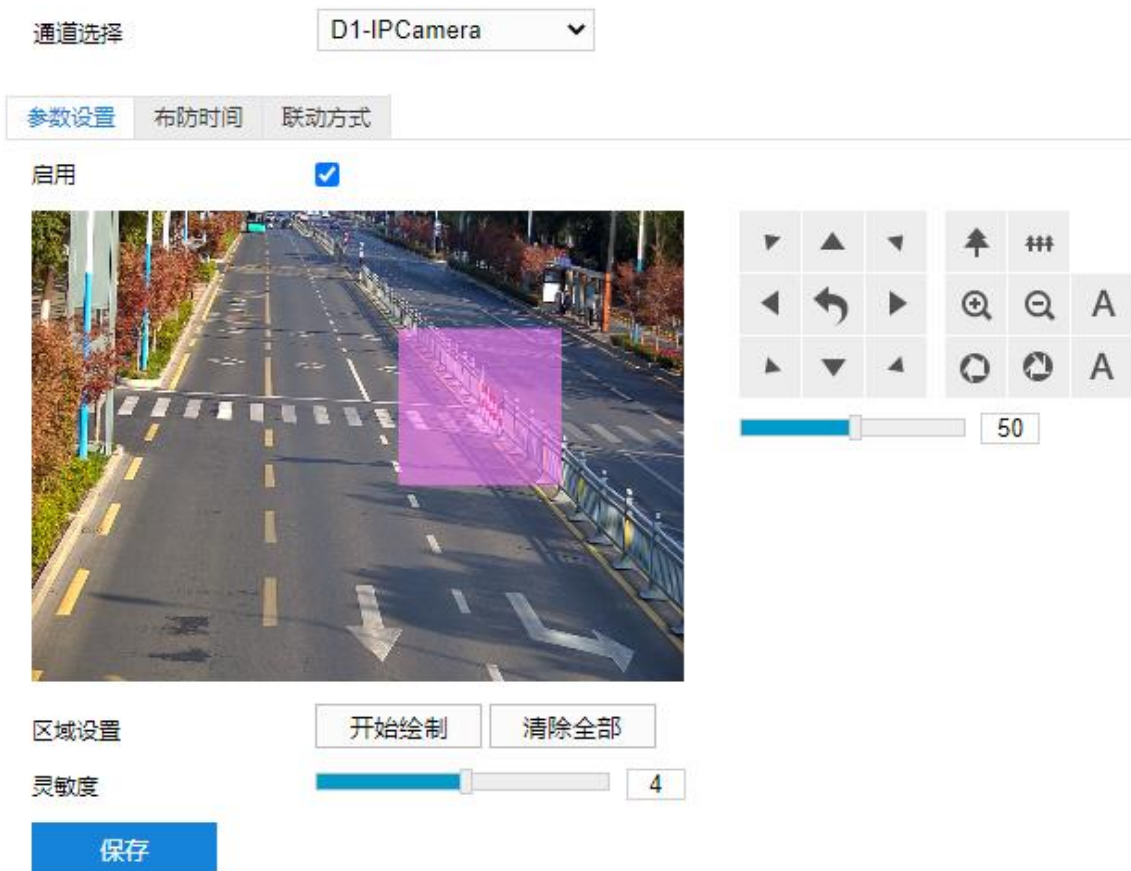 通道选择 D1-IPCamera
参数设置 布防时间 联动方式
启用
A
50
A
区域设置 开始绘制 清除全部
灵敏度 4
保存